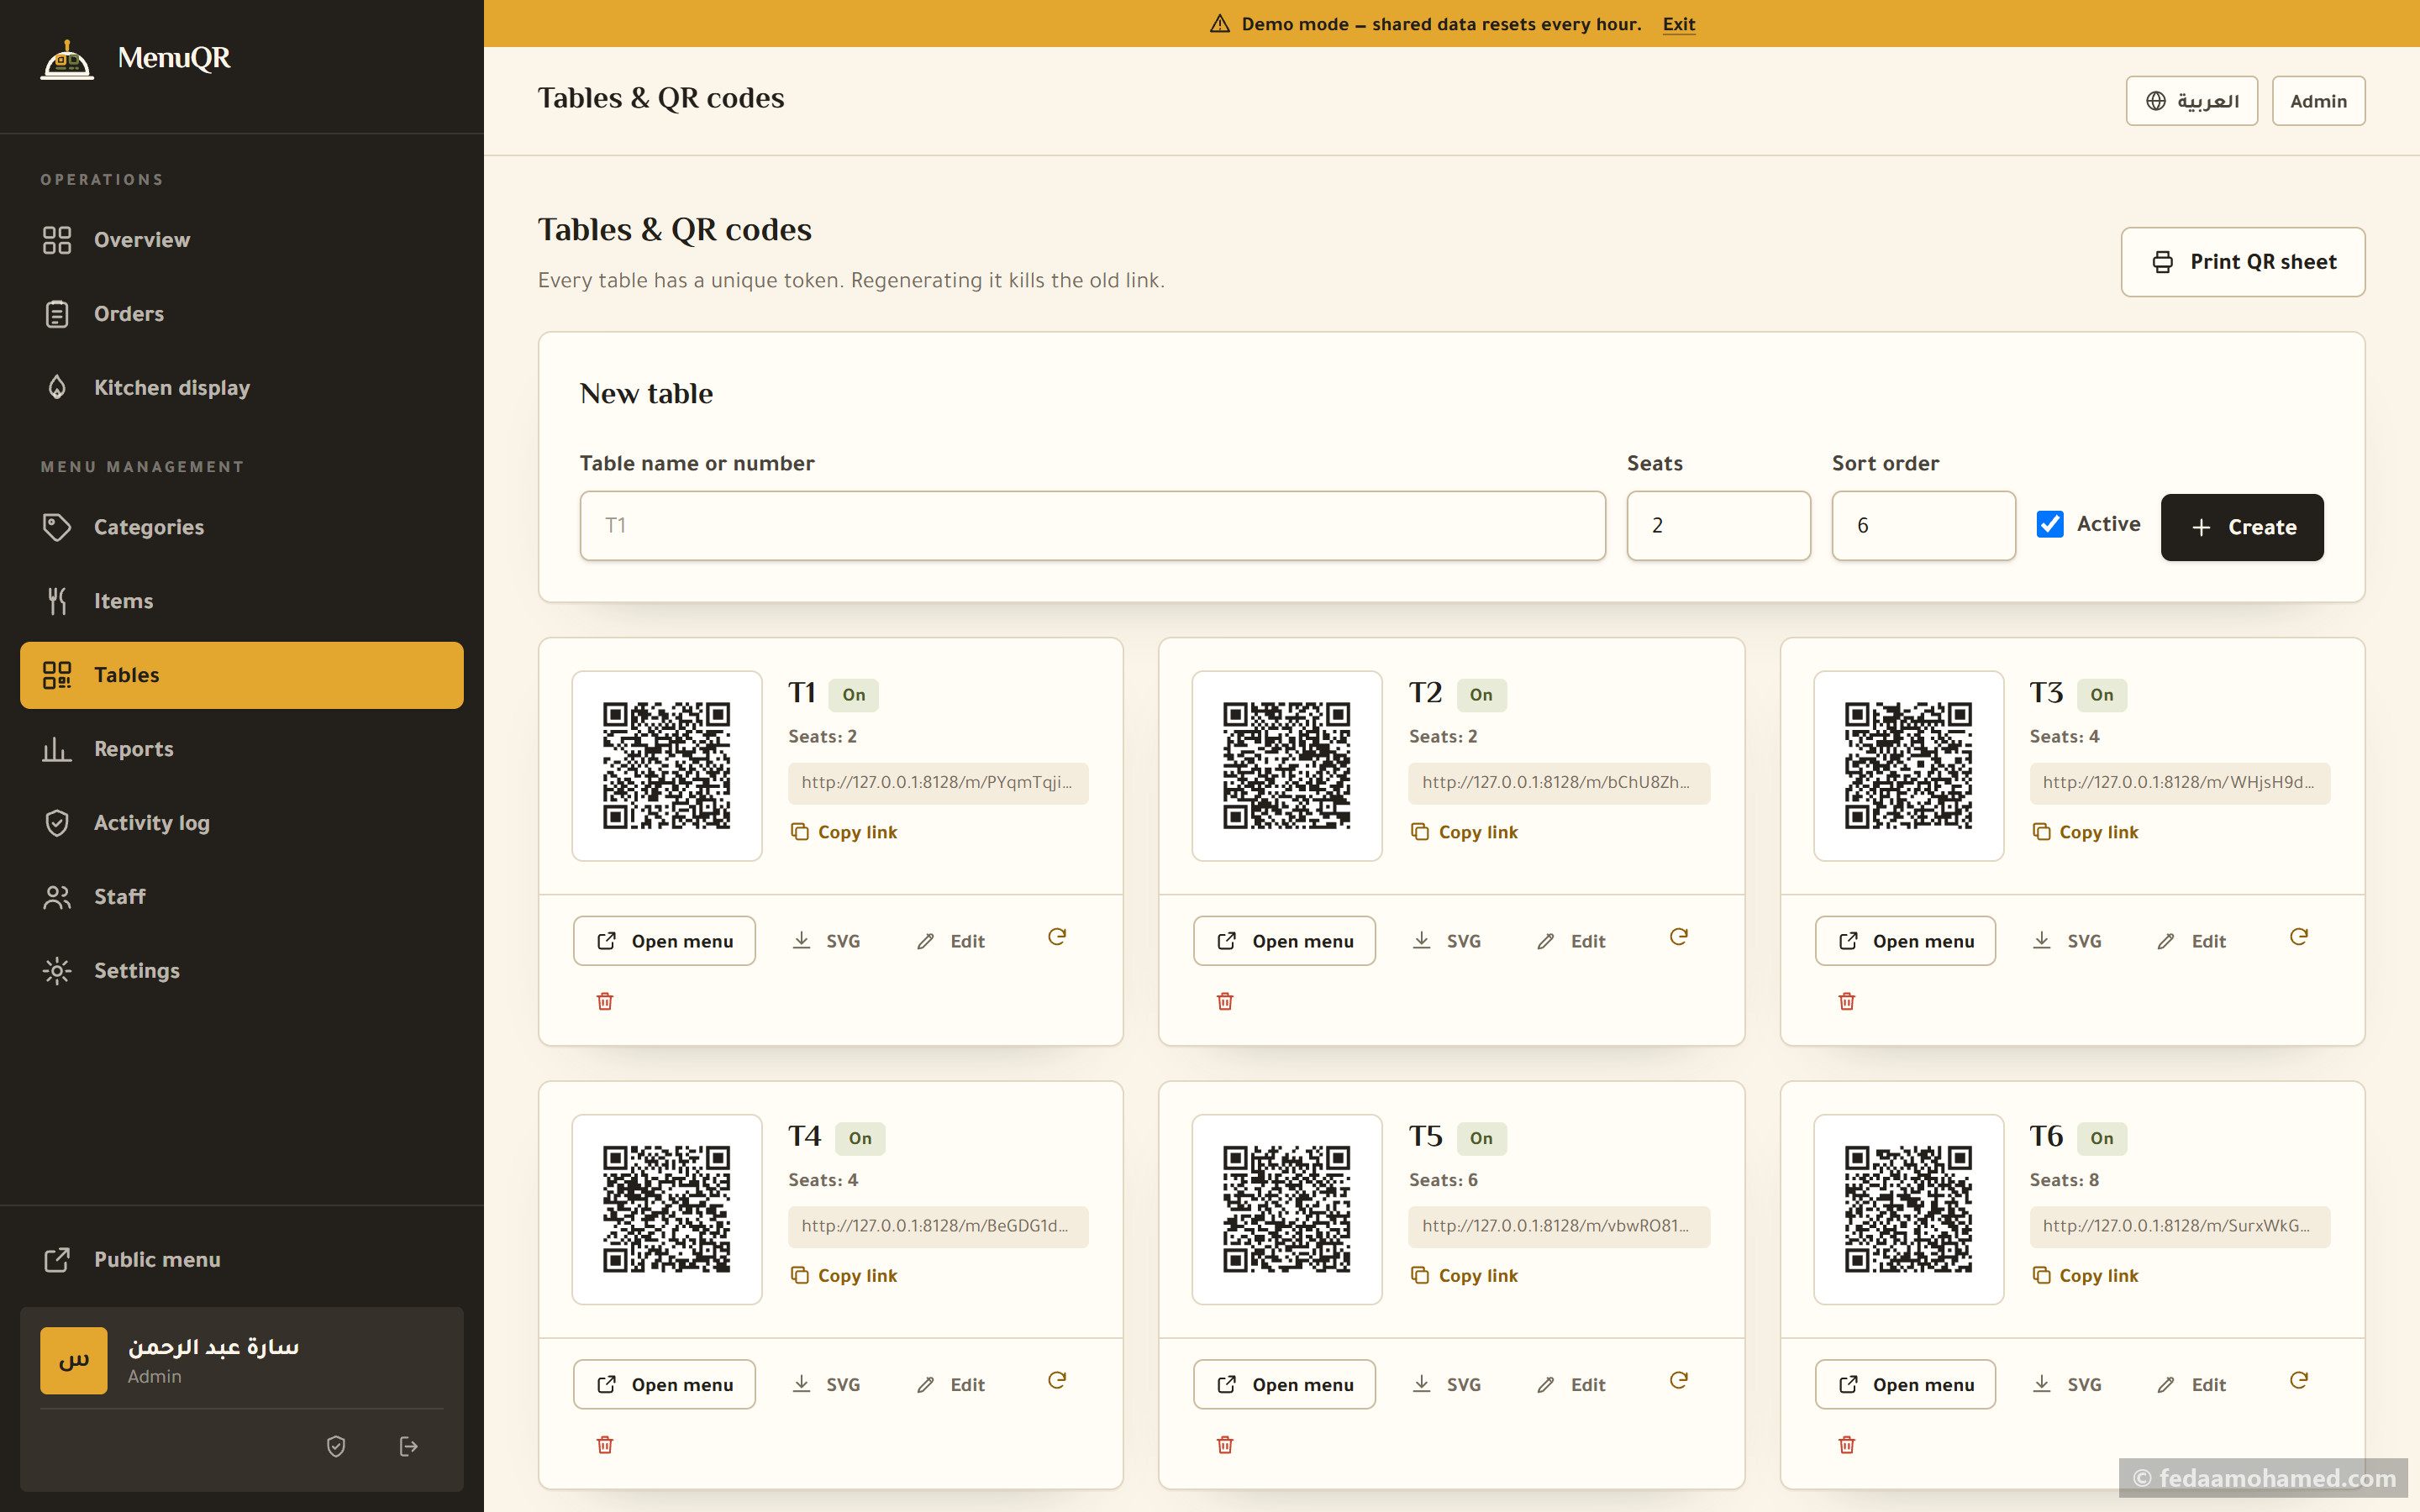 MenuQR
OPERATIONS
Overview
Orders
Kitchen display
MENU MANAGEMENT
Categories
Items
Tables
Reports
Activity log
Staff
Settings
Public menu
س
سارة عبد الرحمن
Admin
Demo mode – shared data resets every hour. Exit
Tables & QR codes
العربية
Admin
Tables & QR codes
Every table has a unique token. Regenerating it kills the old link.
Print QR sheet
New table
Table name or number
T1
Seats
2
Sort order
6
Active
Create
T1 On
Seats: 2
http://127.0.0.1:8128/m/PYqmTqji...
Copy link
Open menu SVG Edit
T2 On
Seats: 2
http://127.0.0.1:8128/m/bChU8Zh...
Copy link
Open menu SVG Edit
T3 On
Seats: 4
http://127.0.0.1:8128/m/WHjsH9d...
Copy link
Open menu SVG Edit
T4 On
Seats: 4
http://127.0.0.1:8128/m/BeGDG1d...
Copy link
Open menu SVG Edit
T5 On
Seats: 6
http://127.0.0.1:8128/m/vbwRO81...
Copy link
Open menu SVG Edit
T6 On
Seats: 8
http://127.0.0.1:8128/m/SurxWkG...
Copy link
Open menu SVG Edit
© fedaamohamed.com